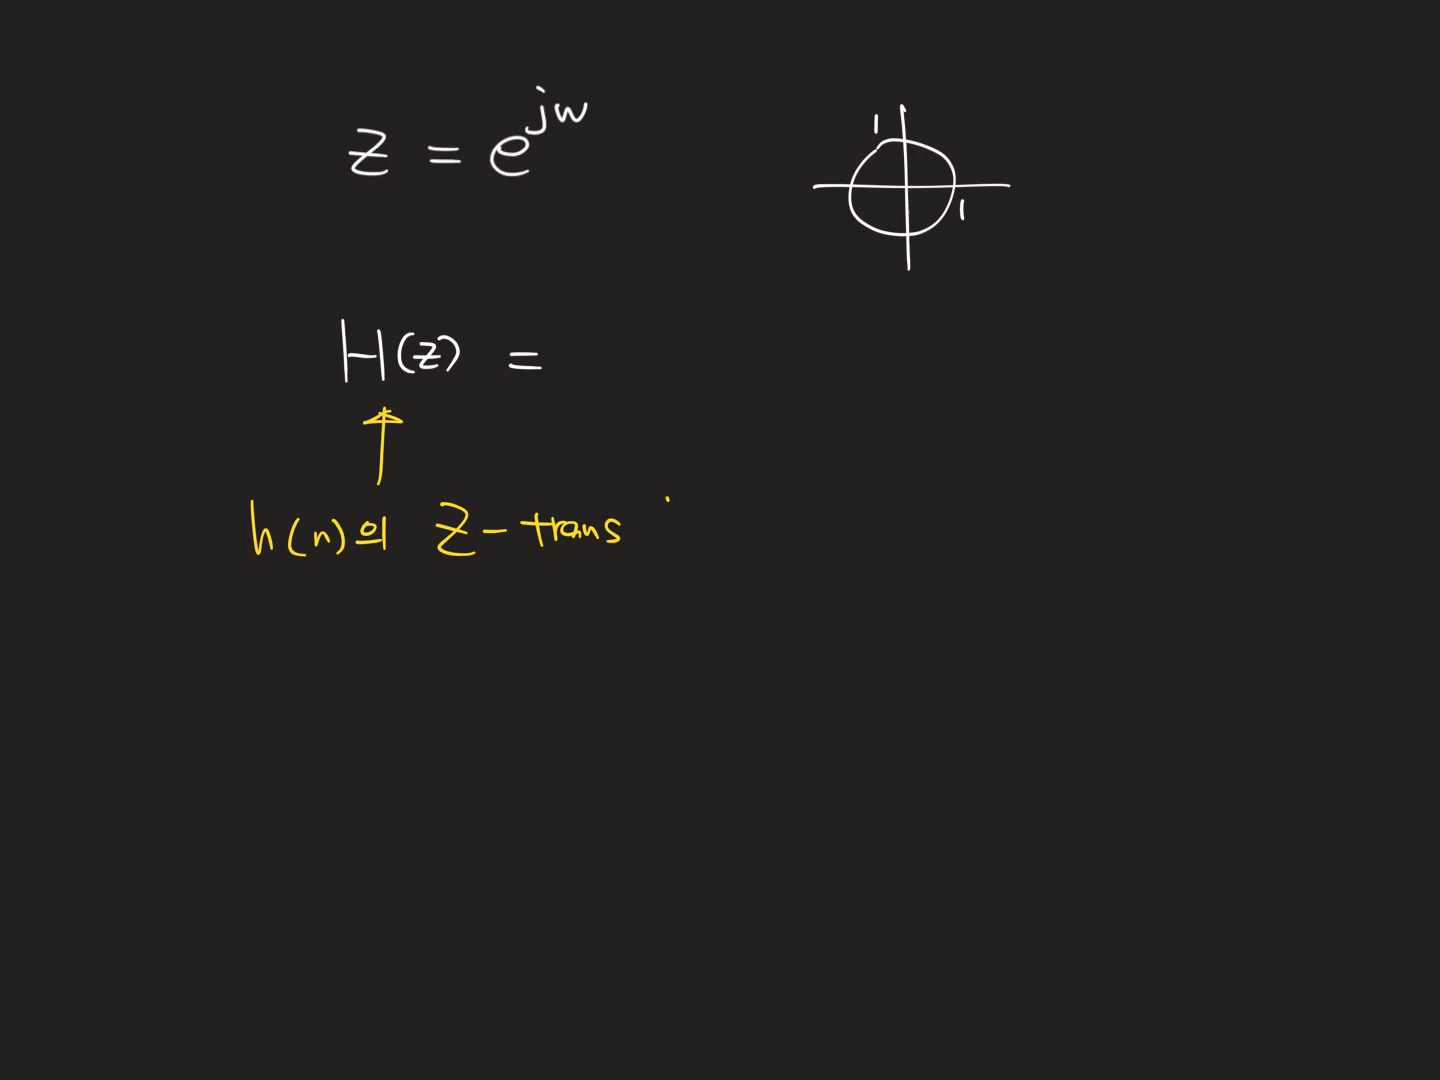 z = e^{jw}
1
1
H(z) =
h(n)의 Z-trans